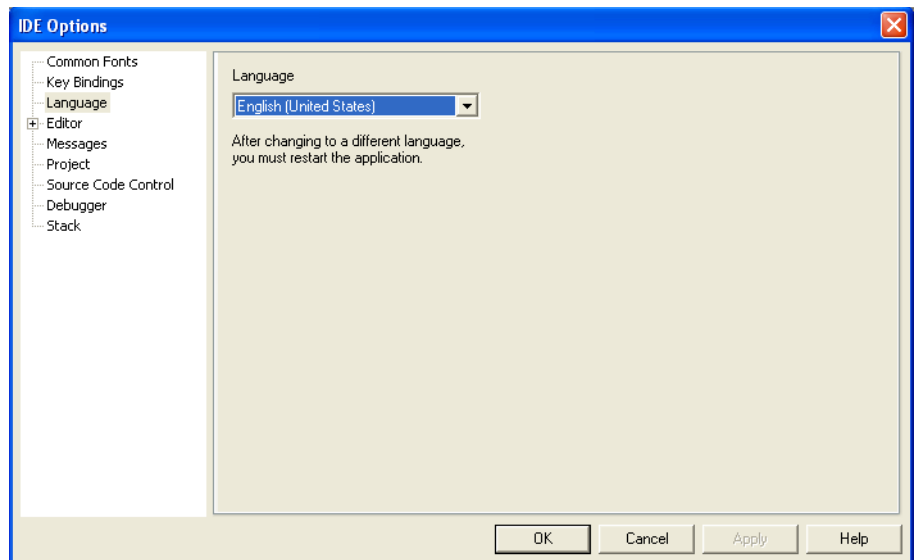 IDE Options
Common Fonts
Key Bindings
Language
Editor
Messages
Project
Source Code Control
Debugger
Stack
Language
English (United States)
After changing to a different language,
you must restart the application.
OK
Cancel
Apply
Help